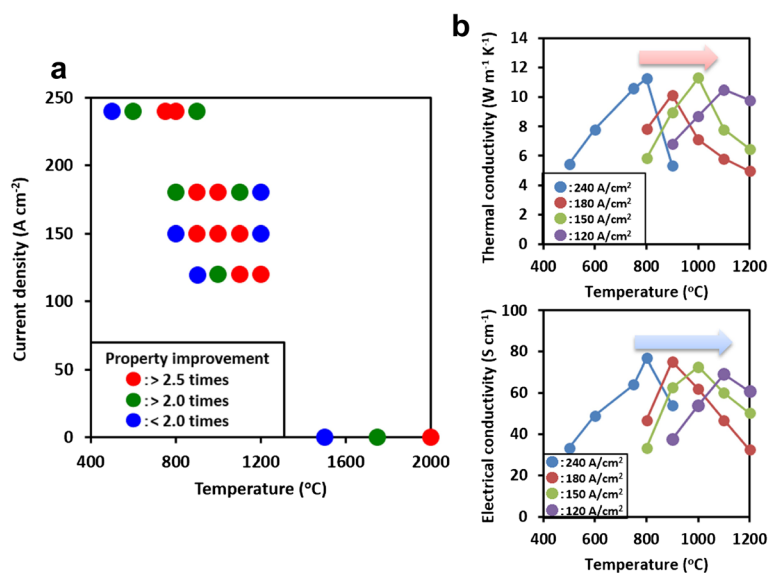 a
250
200
150
100
50
0
Current density (A cm⁻²)
Property improvement
:> 2.5 times
:> 2.0 times
:< 2.0 times
400 800 1200 1600 2000
Temperature (°C)
b
14
12
10
8
6
4
2
0
Thermal conductivity (W m⁻¹ K⁻¹)
: 240 A/cm²
: 180 A/cm²
: 150 A/cm²
: 120 A/cm²
400 600 800 1000 1200
Temperature (°C)
100
80
60
40
20
0
Electrical conductivity (S cm⁻¹)
: 240 A/cm²
: 180 A/cm²
: 150 A/cm²
: 120 A/cm²
400 600 800 1000 1200
Temperature (°C)